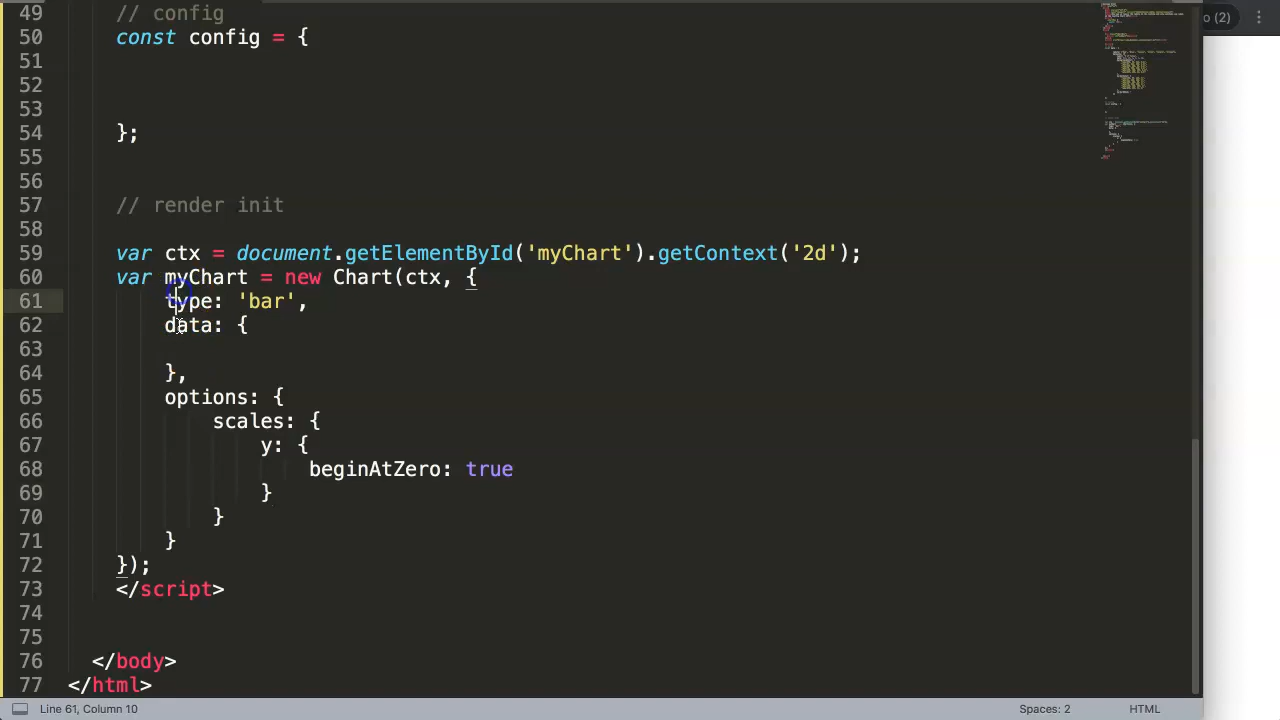 49 // config
50 const config = {
51
52
53
54 };
55
56
57 // render init
58
59 var ctx = document.getElementById('myChart').getContext('2d');
60 var myChart = new Chart(ctx, {
61 type: 'bar',
62 data: {
63
64 },
65 options: {
66 scales: {
67 y: {
68 beginAtZero: true
69 }
70 }
71 }
72 });
73 </script>
74
75
76 </body>
77 </html>
Line 61, Column 10
Spaces: 2
HTML
o (2)